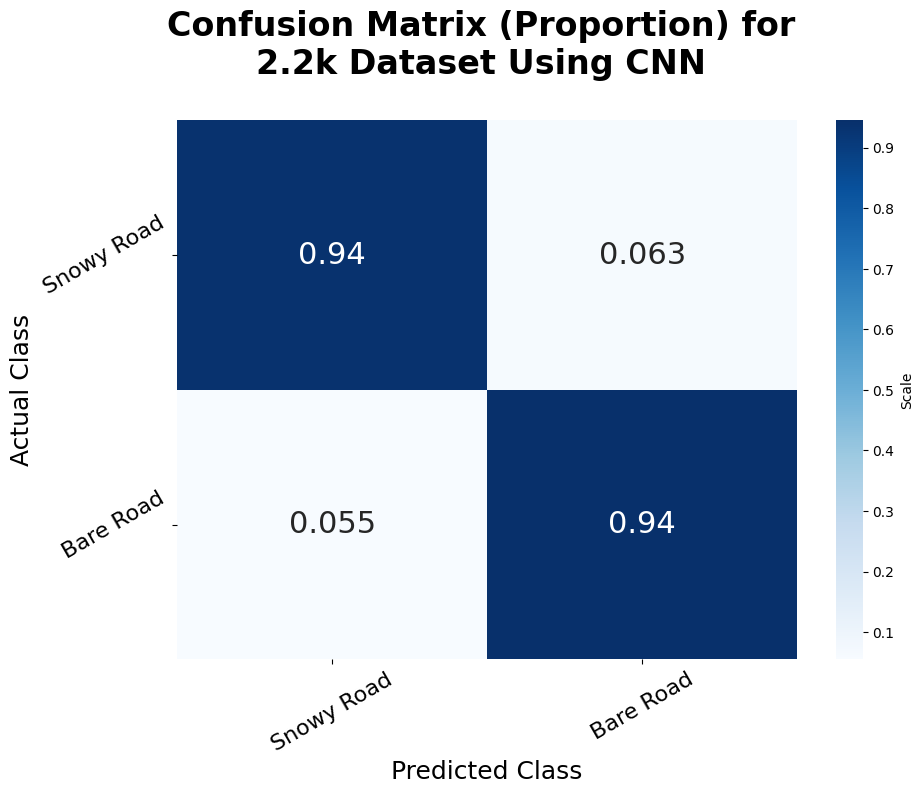 Confusion Matrix (Proportion) for
2.2k Dataset Using CNN
Actual Class
Snowy Road
0.94
0.063
Bare Road
0.055
0.94
Snowy Road
Bare Road
Predicted Class
0.9
0.8
0.7
0.6
0.5
0.4
0.3
0.2
0.1
Scale